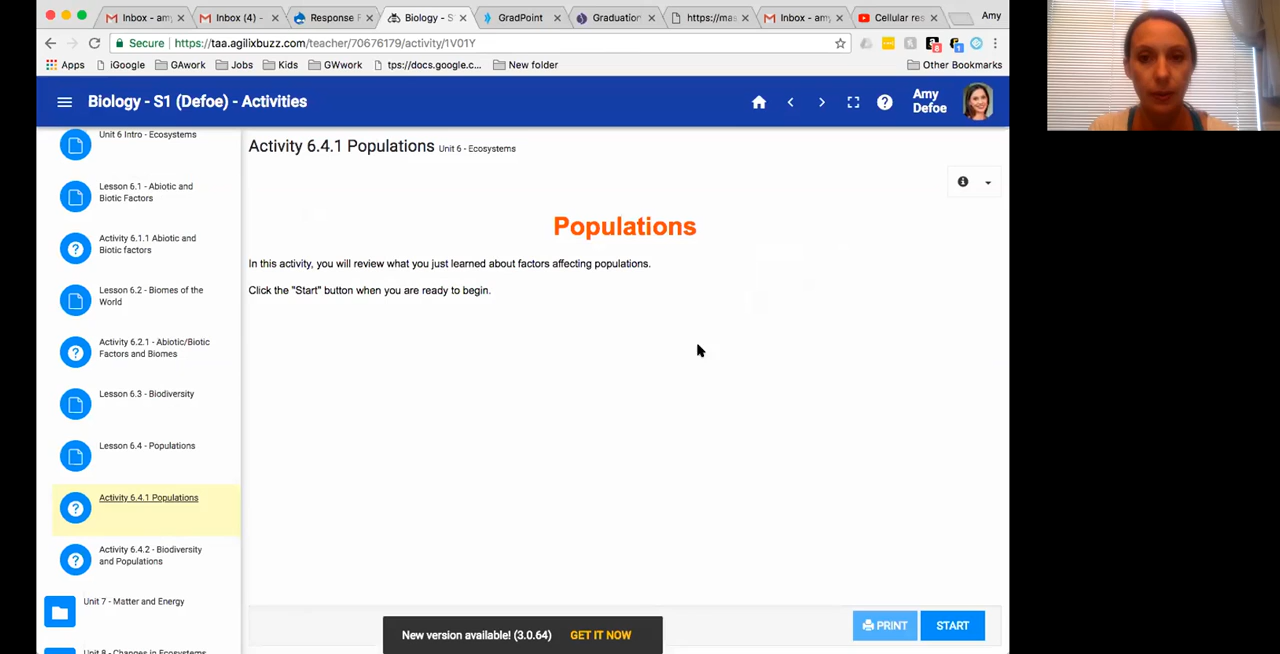 Inbox - am
Inbox (4) -
Response F
Biology - S
GradPoint
Graduation
https://mas
Inbox - amy
Cellular res
Amy
Secure https://taa.agilixbuzz.com/teacher/70676179/activity/1V01Y
Apps iGoogle GAwork Jobs Kids GWwork tps://docs.google.c... New folder Other Bookmarks
Biology - S1 (Defoe) - Activities
Amy
Defoe
Unit 6 Intro - Ecosystems
Lesson 6.1 - Abiotic and
Biotic Factors
Activity 6.1.1 Abiotic and
Biotic factors
Lesson 6.2 - Biomes of the
World
Activity 6.2.1 - Abiotic/Biotic
Factors and Biomes
Lesson 6.3 - Biodiversity
Lesson 6.4 - Populations
Activity 6.4.1 Populations
Activity 6.4.2 - Biodiversity
and Populations
Unit 7 - Matter and Energy
Unit 8 - Changes in Ecosystems
Activity 6.4.1 Populations Unit 6 - Ecosystems
Populations
In this activity, you will review what you just learned about factors affecting populations.
Click the "Start" button when you are ready to begin.
New version available! (3.0.64) GET IT NOW
PRINT START